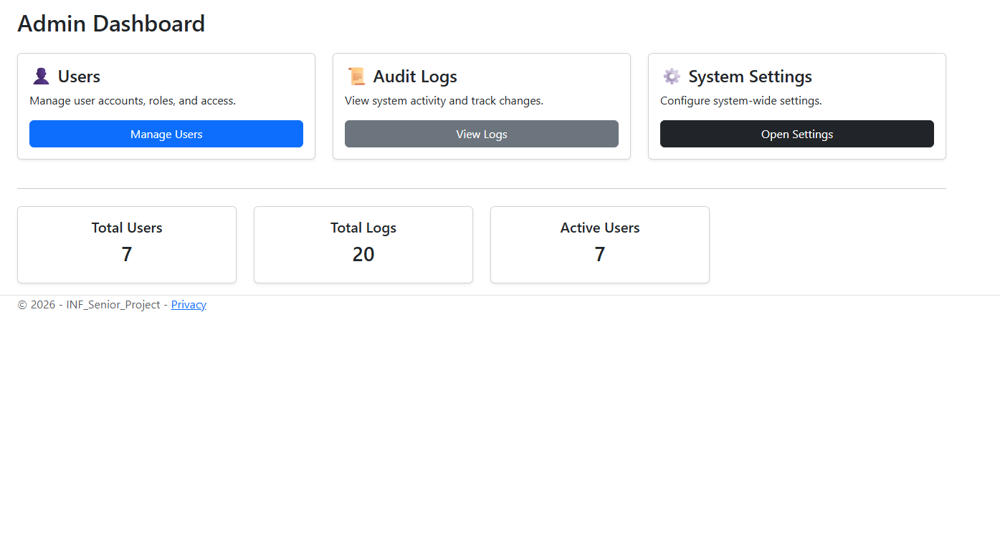 Admin Dashboard
👤 Users
Manage user accounts, roles, and access.
Manage Users
📜 Audit Logs
View system activity and track changes.
View Logs
⚙️ System Settings
Configure system-wide settings.
Open Settings
Total Users
7
Total Logs
20
Active Users
7
© 2026 - INF_Senior_Project - Privacy